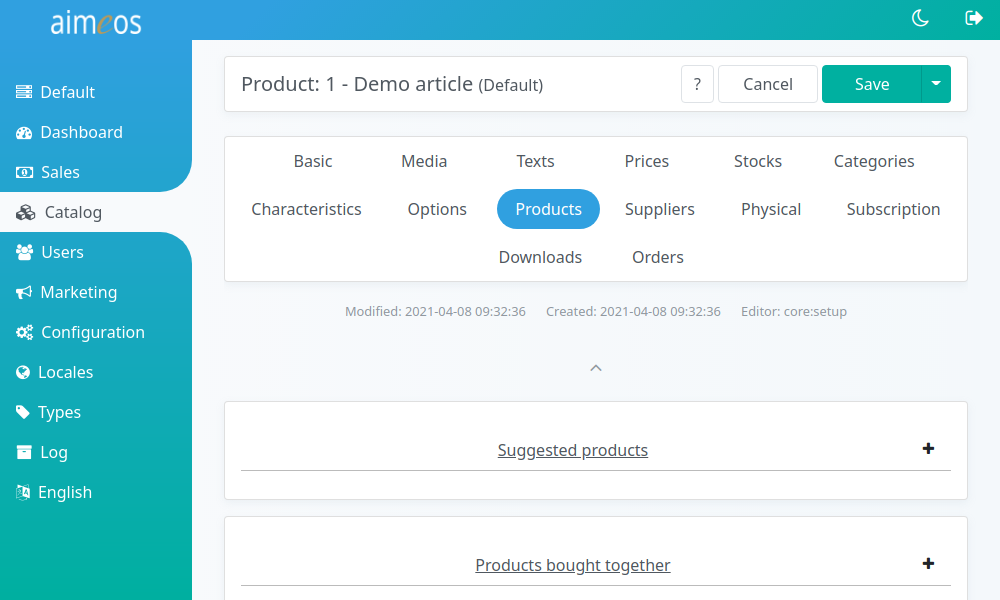 aimeos
Default
Dashboard
Sales
Catalog
Users
Marketing
Configuration
Locales
Types
Log
English
Product: 1 - Demo article (Default)
? Cancel Save
Basic Media Texts Prices Stocks Categories
Characteristics Options Products Suppliers Physical Subscription
Downloads Orders
Modified: 2021-04-08 09:32:36 Created: 2021-04-08 09:32:36 Editor: core:setup
Suggested products
Products bought together